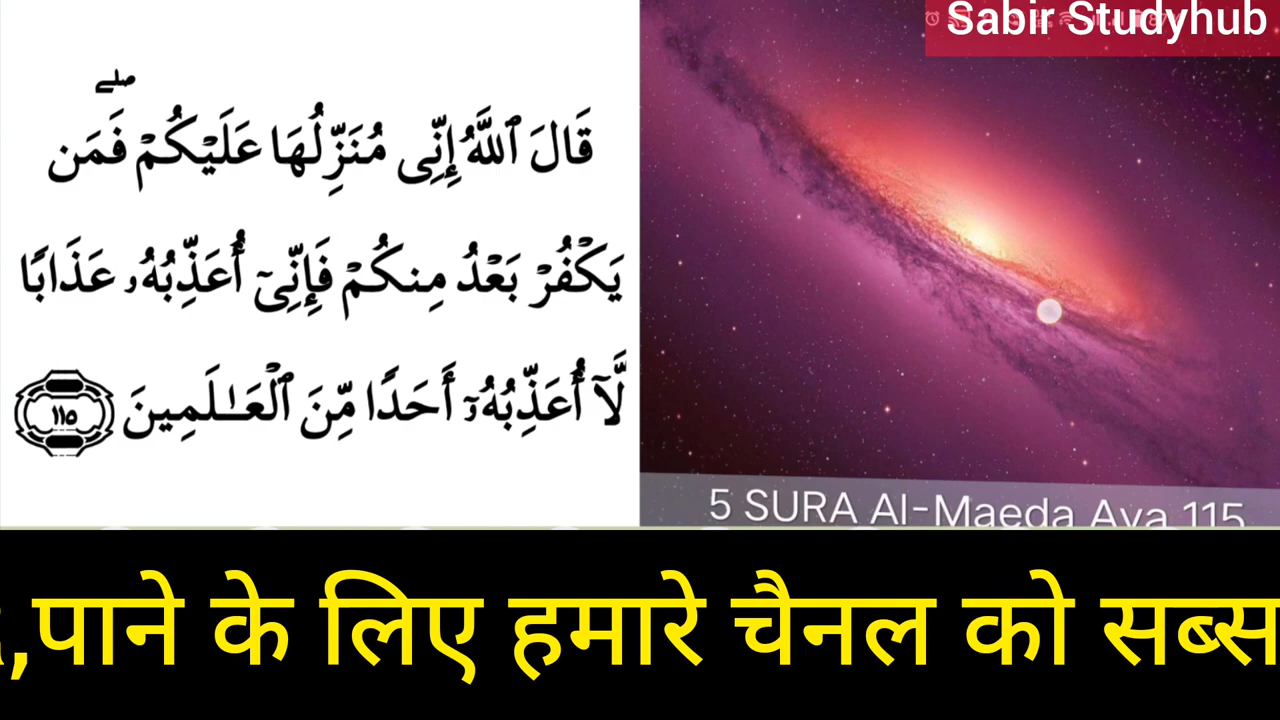 Sabir Studyhub
قَالَ ٱللَّهُ إِنِّى مُنَزِّلُهَا عَلَيْكُمْ ۖ فَمَن
يَكْفُرْ بَعْدُ مِنكُمْ فَإِنِّىٓ أُعَذِّبُهُۥ عَذَابًا
لَّآ أُعَذِّبُهُۥٓ أَحَدًا مِّنَ ٱلْعَـٰلَمِينَ ١١٥
5 SURA Al-Maeda Aya 115
,पाने के लिए हमारे चैनल को सब्स